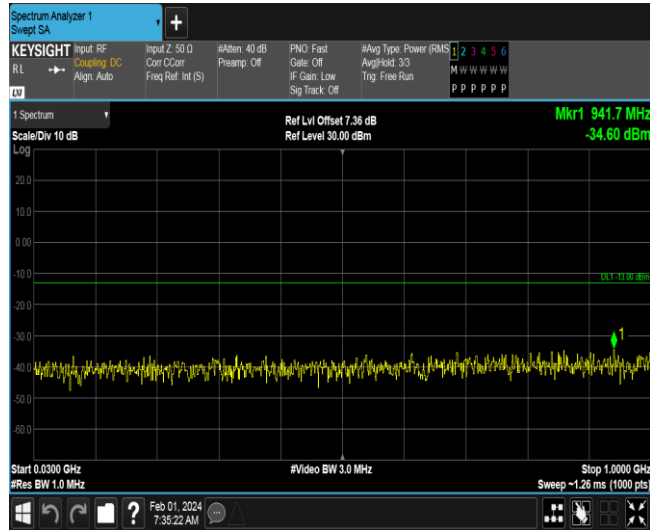 Spectrum Analyzer 1
Swept SA
+
KEYSIGHT Input: RF Input Z: 50 Ω #Atten: 40 dB PNO: Fast #Avg Type: Power (RMS 1 2 3 4 5 6
RL Coupling: DC Corr CCorr Preamp: Off Gate: Off Avg|Hold: 3/3 M W W W W W
Align: Auto Freq Ref: Int (S) IF Gain: Low Trig: Free Run
LXI Sig Track: Off P P P P P P
1 Spectrum Ref Lvl Offset 7.36 dB Mkr1 941.7 MHz
Scale/Div 10 dB Ref Level 30.00 dBm -34.60 dBm
Log
20.0
10.0
0.00
-10.0
DL1 -13.00 dBm
-20.0
-30.0
1
-40.0
-50.0
-60.0
Start 0.0300 GHz #Video BW 3.0 MHz Stop 1.0000 GHz
#Res BW 1.0 MHz Sweep ~1.26 ms (1000 pts)
? Feb 01, 2024
7:35:22 AM